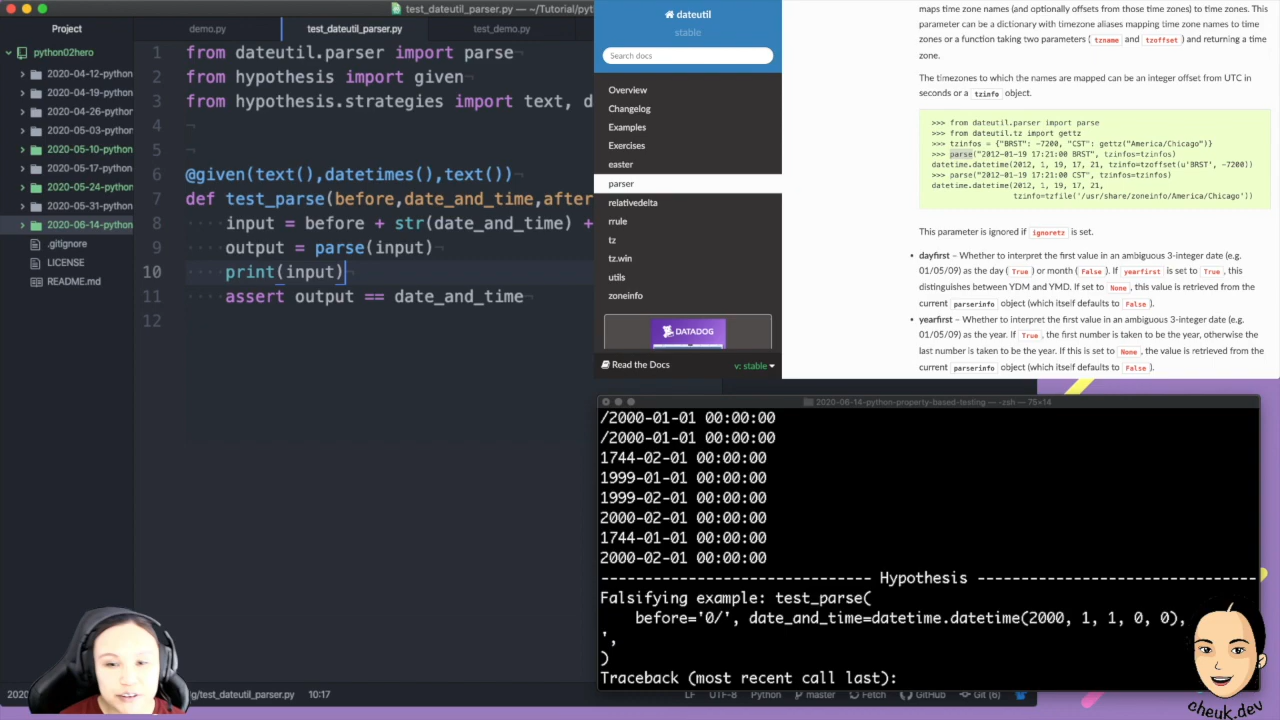 test_dateutil_parser.py — ~/Tutorial/pyt
Project
demo.py
test_dateutil_parser.py
test_demo.py
python02hero
2020-04-12-python
2020-04-19-python
2020-04-26-python
2020-05-03-python
2020-05-10-python
2020-05-24-python
2020-05-31-python
2020-06-14-python
.gitignore
LICENSE
README.md
1 from dateutil.parser import parse
2 from hypothesis import given
3 from hypothesis.strategies import text, d
4
5
6 @given(text(),datetimes(),text())
7 def test_parse(before,date_and_time,after
8 input = before + str(date_and_time)
9 output = parse(input)
10 print(input)
11 assert output == date_and_time
12
/test_dateutil_parser.py 10:17
LF UTF-8 Python master Fetch GitHub Git (6)
dateutil
stable
Search docs
Overview
Changelog
Examples
Exercises
easter
parser
relativedelta
rrule
tz
tz.win
utils
zoneinfo
DATADOG
Read the Docs
v: stable
maps time zone names (and optionally offsets from those time zones) to time zones. This
parameter can be a dictionary with timezone aliases mapping time zone names to time
zones or a function taking two parameters ( tzname and tzoffset ) and returning a time
zone.
The timezones to which the names are mapped can be an integer offset from UTC in
seconds or a tzinfo object.
>>> from dateutil.parser import parse
>>> from dateutil.tz import gettz
>>> tzinfos = {"BRST": -7200, "CST": gettz("America/Chicago")}
>>> parse("2012-01-19 17:21:00 BRST", tzinfos=tzinfos)
datetime.datetime(2012, 1, 19, 17, 21, tzinfo=tzoffset(u'BRST', -7200))
>>> parse("2012-01-19 17:21:00 CST", tzinfos=tzinfos)
datetime.datetime(2012, 1, 19, 17, 21,
tzinfo=tzfile('/usr/share/zoneinfo/America/Chicago'))
This parameter is ignored if ignoretz is set.
• dayfirst – Whether to interpret the first value in an ambiguous 3-integer date (e.g.
01/05/09) as the day ( True ) or month ( False ). If yearfirst is set to True , this
distinguishes between YDM and YMD. If set to None , this value is retrieved from the
current parserinfo object (which itself defaults to False ).
• yearfirst – Whether to interpret the first value in an ambiguous 3-integer date (e.g.
01/05/09) as the year. If True , the first number is taken to be the year, otherwise the
last number is taken to be the year. If this is set to None , the value is retrieved from the
current parserinfo object (which itself defaults to False ).
2020-06-14-python-property-based-testing — -zsh — 75×14
/2000-01-01 00:00:00
/2000-01-01 00:00:00
1744-02-01 00:00:00
1999-01-01 00:00:00
1999-02-01 00:00:00
2000-02-01 00:00:00
1744-01-01 00:00:00
2000-02-01 00:00:00
------------------------------- Hypothesis --------------------------------
Falsifying example: test_parse(
before='0/', date_and_time=datetime.datetime(2000, 1, 1, 0, 0),
',
)
Traceback (most recent call last):
cheuk.dev